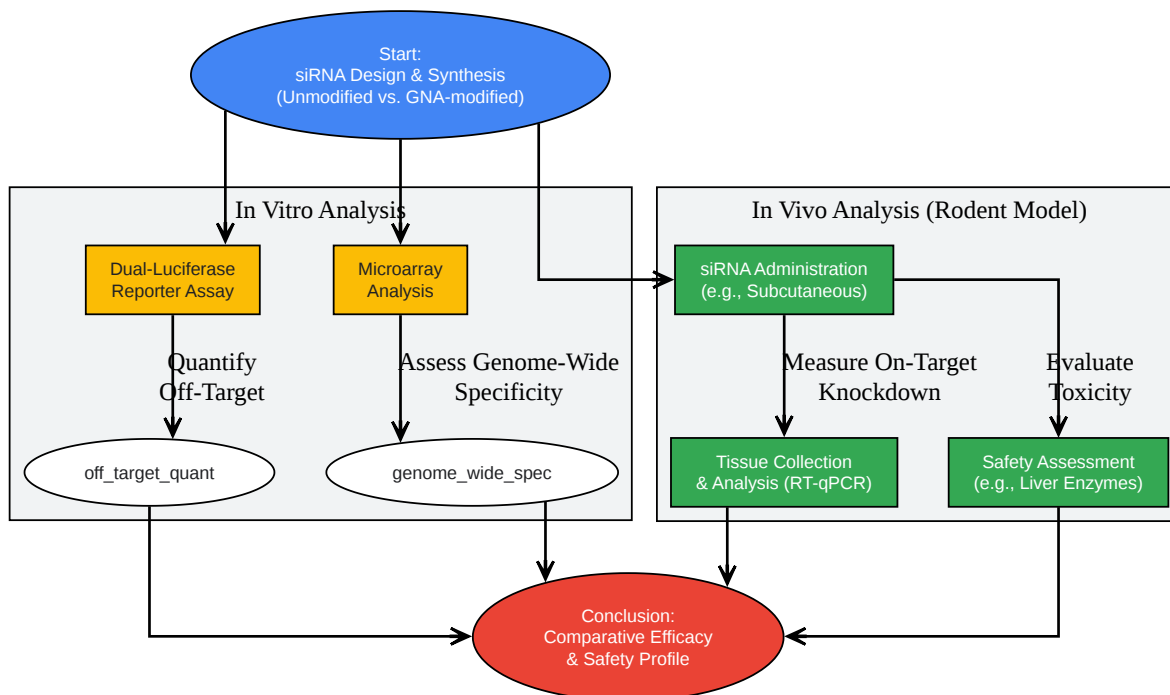 Start:
siRNA Design & Synthesis
(Unmodified vs. GNA-modified)
In Vitro Analysis
In Vivo Analysis (Rodent Model)
Dual-Luciferase
Reporter Assay
Microarray
Analysis
siRNA Administration
(e.g., Subcutaneous)
Quantify
Off-Target
Assess Genome-Wide
Specificity
Measure On-Target
Knockdown
Evaluate
Toxicity
off_target_quant
genome_wide_spec
Tissue Collection
& Analysis (RT-qPCR)
Safety Assessment
(e.g., Liver Enzymes)
Conclusion:
Comparative Efficacy
& Safety Profile